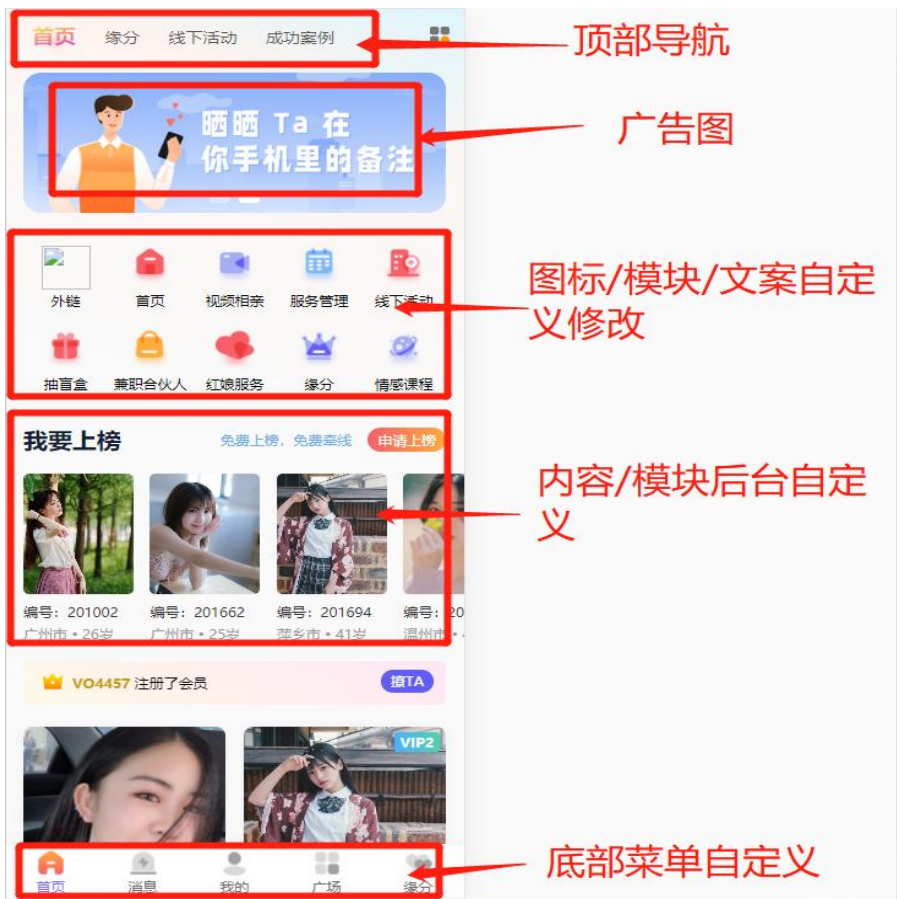 首页 缘分 线下活动 成功案例
顶部导航
晒晒 Ta 在
你手机里的备注
广告图
外链 首页 视频相亲 服务管理 线下活动
抽盲盒 兼职合伙人 红娘服务 缘分 情感课程
图标/模块/文案自定
义修改
我要上榜 免费上榜，免费牵线 申请上榜
编号：201002 编号：201662 编号：201694 编号：20
广州市•26岁 广州市•25岁 萍乡市•41岁 温州市•4
内容/模块后台自定
义
VO4457 注册了会员 撩TA
VIP2
首页 消息 我的 广场 缘分
底部菜单自定义